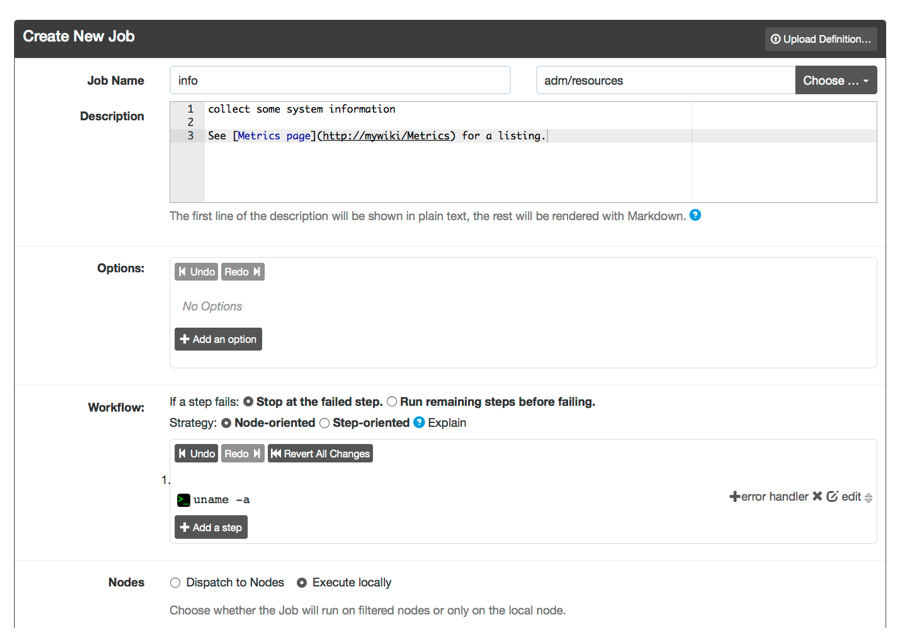 Create New Job
Upload Definition...
Job Name
info
adm/resources
Choose ...
Description
1 collect some system information
2
3 See [Metrics page](http://mywiki/Metrics) for a listing.
The first line of the description will be shown in plain text, the rest will be rendered with Markdown. ?
Options:
Undo Redo
No Options
+ Add an option
Workflow:
If a step fails: Stop at the failed step. Run remaining steps before failing.
Strategy: Node-oriented Step-oriented ? Explain
Undo Redo Revert All Changes
1.
uname -a
+error handler edit
+ Add a step
Nodes
Dispatch to Nodes Execute locally
Choose whether the Job will run on filtered nodes or only on the local node.